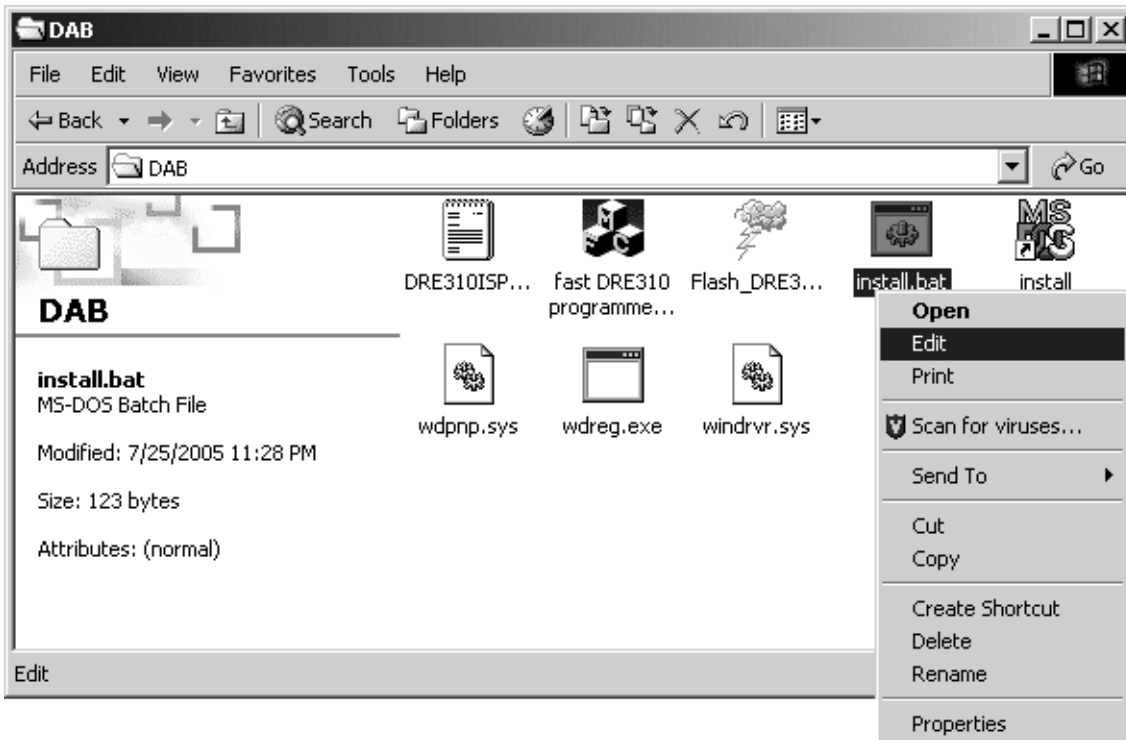 DAB
File Edit View Favorites Tools Help
Back Search Folders
Address DAB Go
DRE310ISP... fast DRE310 Flash_DRE3... install.bat install
programme...
DAB
install.bat
MS-DOS Batch File
Modified: 7/25/2005 11:28 PM
Size: 123 bytes
Attributes: (normal)
wdpnp.sys wdreg.exe windrvr.sys
Open
Edit
Print
Scan for viruses...
Send To
Cut
Copy
Create Shortcut
Delete
Rename
Properties
Edit